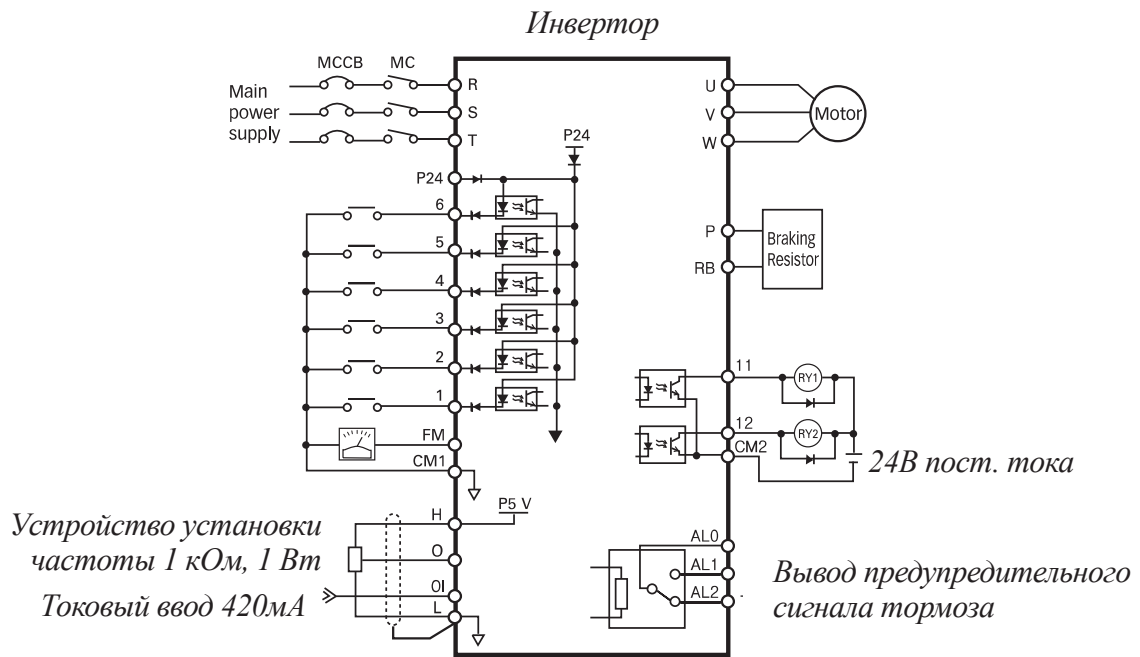 Инвертор
MCCB
MC
Main
power
supply
R
S
T
P24
P24
6
5
4
3
2
1
FM
CM1
P5 V
H
O
OI
L
Устройство установки
частоты 1 кОм, 1 Вт
Токовый ввод 420мА
U
V
W
Motor
P
RB
Braking
Resistor
11
RY1
12
RY2
CM2
24В пост. тока
AL0
AL1
AL2
Вывод предупредительного
сигнала тормоза